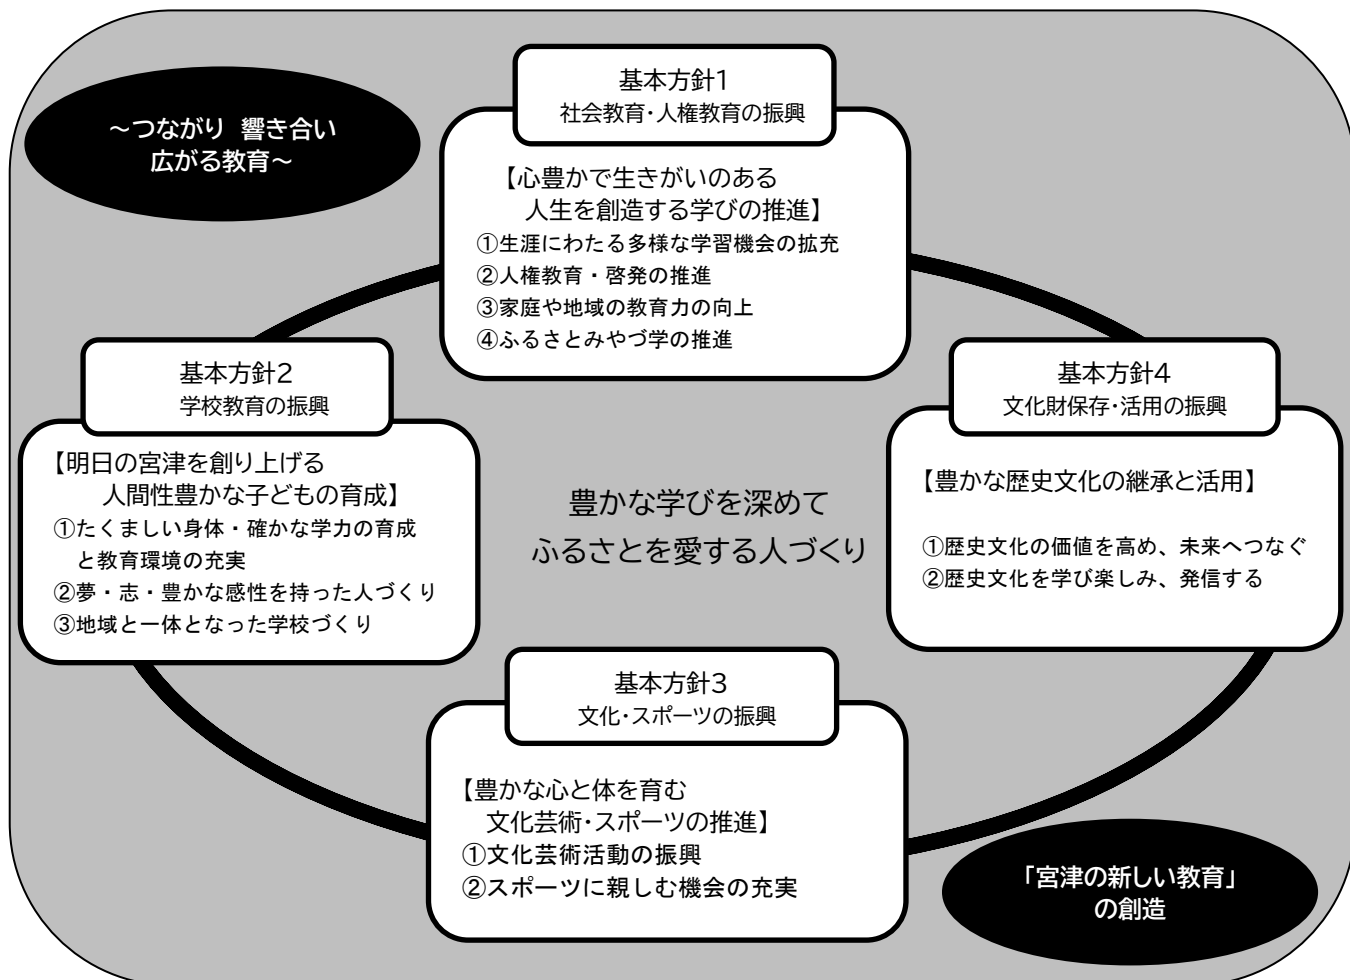 ～つながり 響き合い
広がる教育～
基本方針1
社会教育・人権教育の振興
【心豊かで生きがいのある
人生を創造する学びの推進】
①生涯にわたる多様な学習機会の拡充
②人権教育・啓発の推進
③家庭や地域の教育力の向上
④ふるさとみやづ学の推進
基本方針2
学校教育の振興
【明日の宮津を創り上げる
人間性豊かな子どもの育成】
①たくましい身体・確かな学力の育成
と教育環境の充実
②夢・志・豊かな感性を持った人づくり
③地域と一体となった学校づくり
豊かな学びを深めて
ふるさとを愛する人づくり
基本方針4
文化財保存・活用の振興
【豊かな歴史文化の継承と活用】
①歴史文化の価値を高め、未来へつなぐ
②歴史文化を学び楽しみ、発信する
基本方針3
文化・スポーツの振興
【豊かな心と体を育む
文化芸術・スポーツの推進】
①文化芸術活動の振興
②スポーツに親しむ機会の充実
「宮津の新しい教育」
の創造